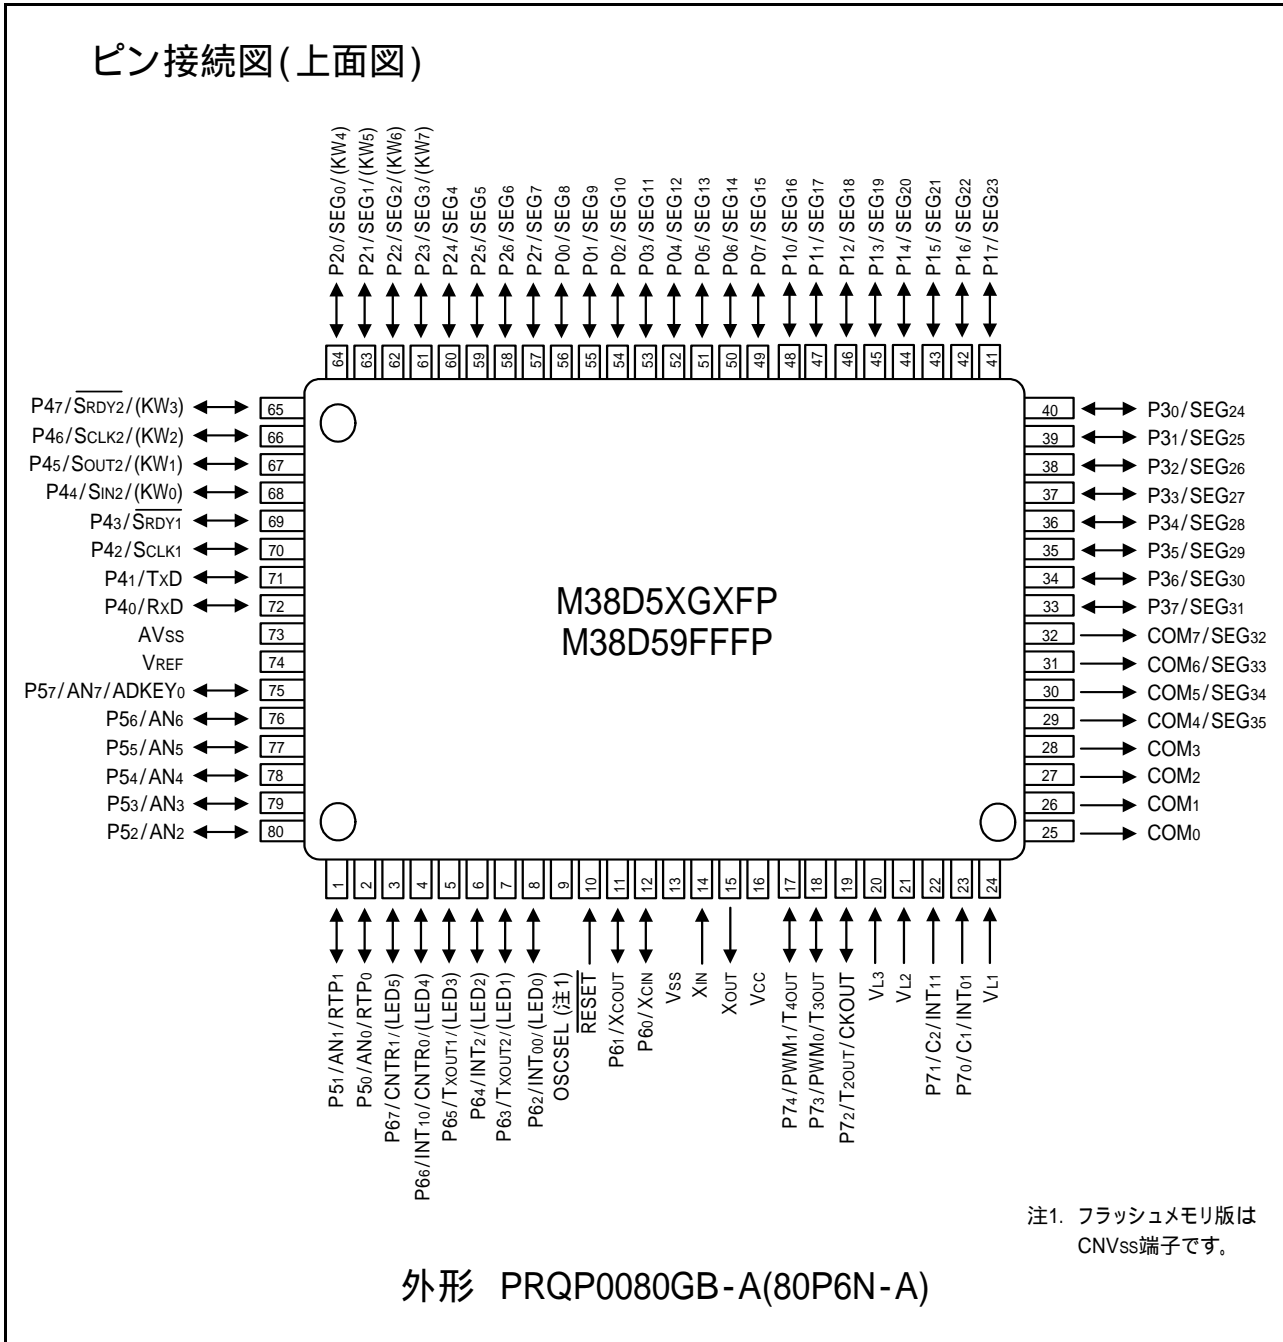 ピン接続図(上面図)
P20/SEG0/(KW4)
P21/SEG1/(KW5)
P22/SEG2/(KW6)
P23/SEG3/(KW7)
P24/SEG4
P25/SEG5
P26/SEG6
P27/SEG7
P00/SEG8
P01/SEG9
P02/SEG10
P03/SEG11
P04/SEG12
P05/SEG13
P06/SEG14
P07/SEG15
P10/SEG16
P11/SEG17
P12/SEG18
P13/SEG19
P14/SEG20
P15/SEG21
P16/SEG22
P17/SEG23
64 63 62 61 60 59 58 57 56 55 54 53 52 51 50 49 48 47 46 45 44 43 42 41
P47/SRDY2/(KW3) 65
P46/SCLK2/(KW2) 66
P45/SOUT2/(KW1) 67
P44/SIN2/(KW0) 68
P43/SRDY1 69
P42/SCLK1 70
P41/TXD 71
P40/RXD 72
AVSS 73
VREF 74
P57/AN7/ADKEY0 75
P56/AN6 76
P55/AN5 77
P54/AN4 78
P53/AN3 79
P52/AN2 80
M38D5XGXFP
M38D59FFFP
40 P30/SEG24
39 P31/SEG25
38 P32/SEG26
37 P33/SEG27
36 P34/SEG28
35 P35/SEG29
34 P36/SEG30
33 P37/SEG31
32 COM7/SEG32
31 COM6/SEG33
30 COM5/SEG34
29 COM4/SEG35
28 COM3
27 COM2
26 COM1
25 COM0
1 2 3 4 5 6 7 8 9 10 11 12 13 14 15 16 17 18 19 20 21 22 23 24
P51/AN1/RTP1
P50/AN0/RTP0
P67/CNTR1/(LED5)
P66/INT10/CNTR0/(LED4)
P65/TXOUT1/(LED3)
P64/INT2/(LED2)
P63/TXOUT2/(LED1)
P62/INT00/(LED0)
OSCSEL (注1)
RESET
P61/XCOUT
P60/XCIN
VSS
XIN
XOUT
VCC
P74/PWM1/T4OUT
P73/PWM0/T3OUT
P72/T2OUT/CKOUT
VL3
VL2
P71/C2/INT11
P70/C1/INT01
VL1
注1. フラッシュメモリ版は
CNVSS端子です。
外形 PRQP0080GB-A(80P6N-A)